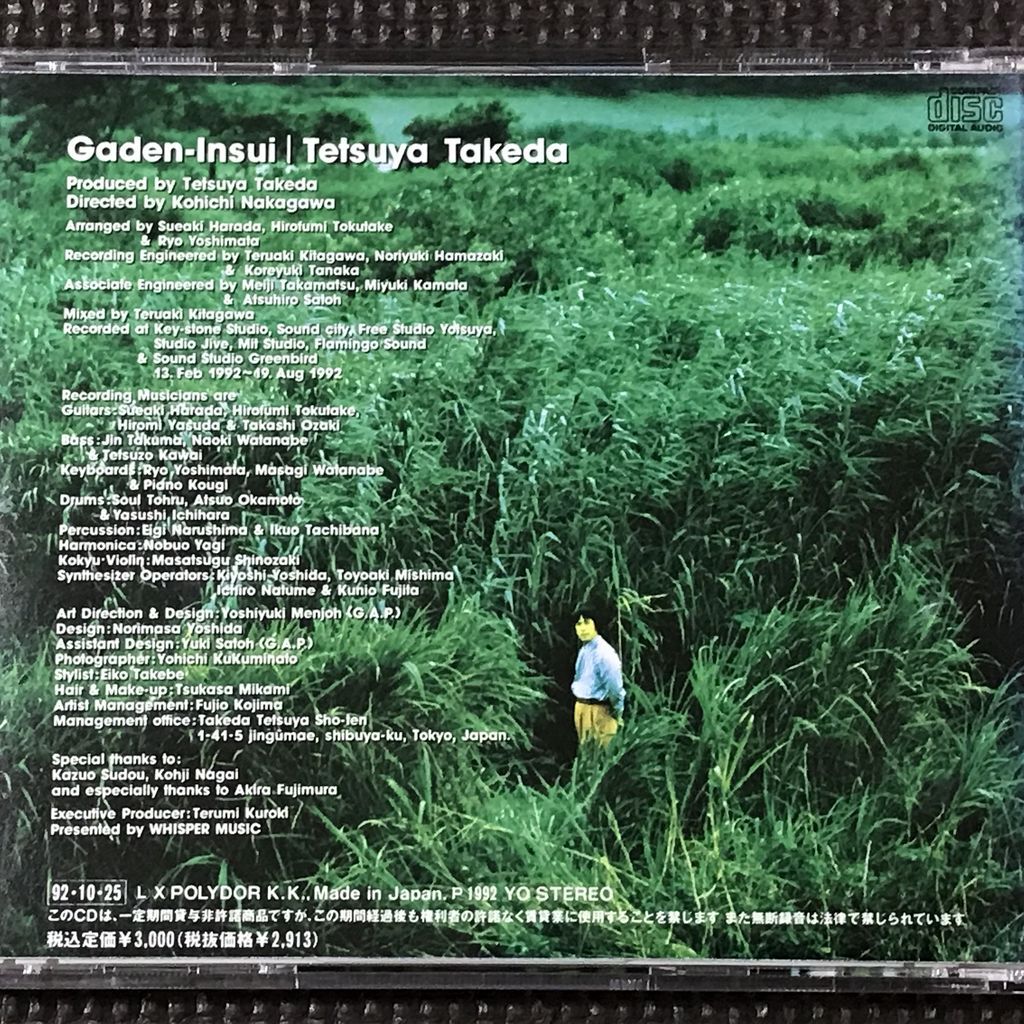 COMPACT
disc
DIGITAL AUDIO
Gaden-Insui | Tetsuya Takeda
Produced by Tetsuya Takeda
Directed by Kohichi Nakagawa
Arranged by Sueaki Harada, Hirofumi Tokutake
& Ryo Yoshimata
Recording Engineered by Teruaki Kitagawa, Noriyuki Hamazaki
& Koreyuki Tanaka
Associate Engineered by Meiji Takamatsu, Miyuki Kamata
& Atsuhiro Satoh
Mixed by Teruaki Kitagawa
Recorded at Key-stone Studio, Sound city, Free Studio Yotsuya,
Studio Jive, Mit Studio, Flamingo Sound
& Sound Studio Greenbird
13. Feb 1992~19. Aug 1992
Recording Musicians are
Guitars:Sueaki Harada, Hirofumi Tokutake,
Hiromi Yasuda & Takashi Ozaki
Bass:Jin Takuma, Naoki Watanabe
& Tetsuzo Kawai
Keyboards:Ryo Yoshimata, Masagi Watanabe
& Piano Kougi
Drums:Soul Tohru, Atsuo Okamoto
& Yasushi Ichihara
Percussion:Eigi Narushima & Ikuo Tachibana
Harmonica:Nobuo Yagi
Kokyu·Violin:Masatsugu Shinozaki
Synthesizer Operators:Kiyoshi Yoshida, Toyoaki Mishima
Ichiro Natume & Kunio Fujita
Art Direction & Design:Yoshiyuki Menjoh (G.A.P.)
Design:Norimasa Yoshida
Assistant Design:Yuki Satoh (G.A.P.)
Photographer:Yohichi KuKuminato
Stylist:Eiko Takebe
Hair & Make-up:Tsukasa Mikami
Artist Management:Fujio Kojima
Management office:Takeda Tetsuya Sho-ten
1-41-5 jingumae, shibuya-ku, Tokyo, Japan.
Special thanks to:
Kazuo Sudou, Kohji Nagai
and especially thanks to Akira Fujimura
Executive Producer:Terumi Kuroki
Presented by WHISPER MUSIC
92·10·25 L X POLYDOR K.K., Made in Japan. P 1992 YO STEREO
このCDは、一定期間貸与非許諾商品ですが、この期間経過後も権利者の許諾なく賃貸業に使用することを禁じます また無断録音は法律で禁じられています
税込定価¥3,000(税抜価格¥2,913)